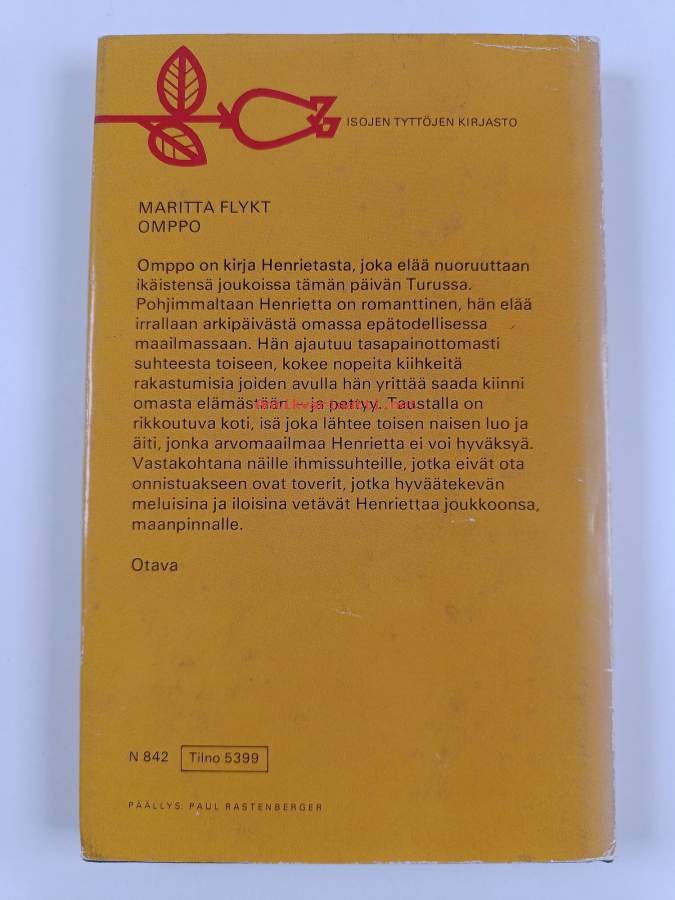 ISOJEN TYTTÖJEN KIRJASTO
MARITTA FLYKT
OMPPO
Omppo on kirja Henrietasta, joka elää nuoruuttaan
ikäistensä joukoissa tämän päivän Turussa.
Pohjimmaltaan Henrietta on romanttinen, hän elää
irrallaan arkipäivästä omassa epätodellisessa
maailmassaan. Hän ajautuu tasapainottomasti
suhteesta toiseen, kokee nopeita kiihkeitä
rakastumisia joiden avulla hän yrittää saada kiinni
omasta elämästään – ja pettyy. Taustalla on
rikkoutuva koti, isä joka lähtee toisen naisen luo ja
äiti, jonka arvomaailmaa Henrietta ei voi hyväksyä.
Vastakohtana näille ihmissuhteille, jotka eivät ota
onnistuakseen ovat toverit, jotka hyväätekevän
meluisina ja iloisina vetävät Henriettaa joukkoonsa,
maanpinnalle.
Otava
N 842 Tilno 5399
PÄÄLLYS: PAUL RASTENBERGER